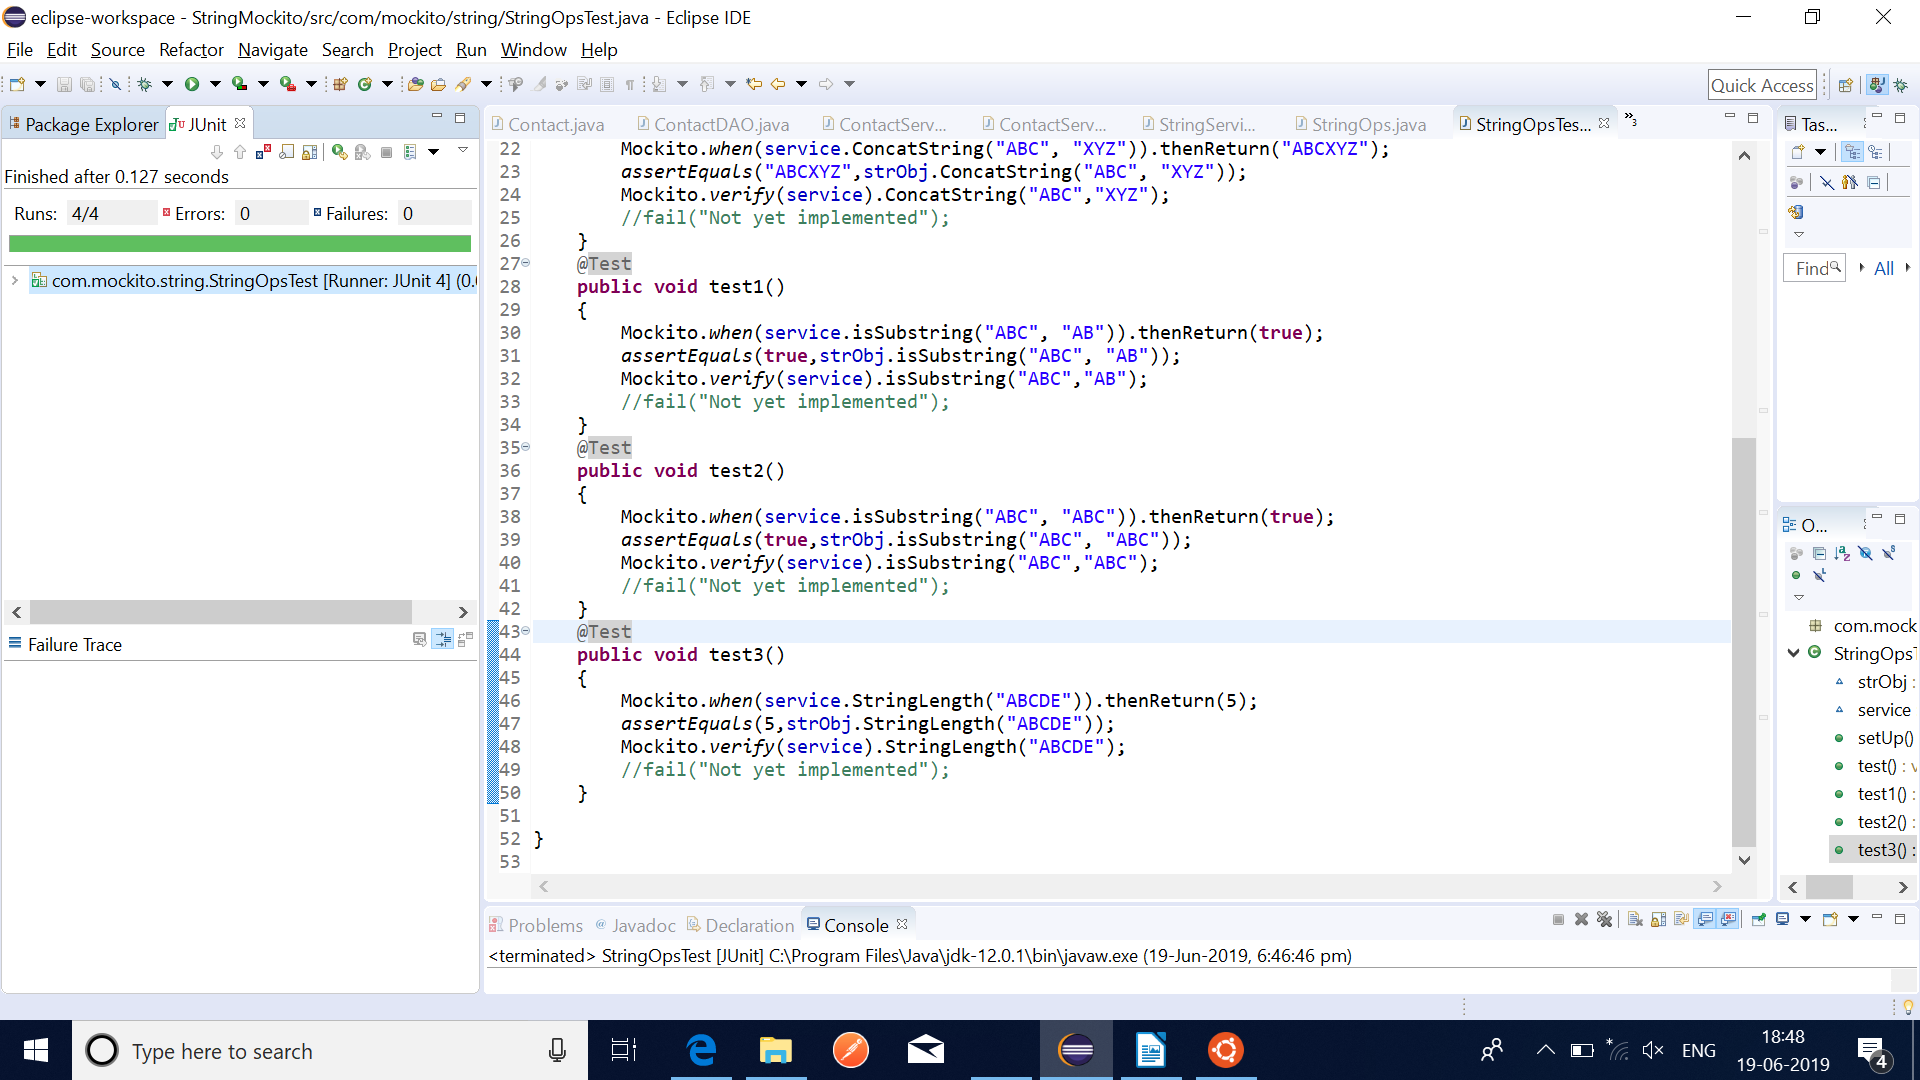 eclipse-workspace - StringMockito/src/com/mockito/string/StringOpsTest.java - Eclipse IDE
File Edit Source Refactor Navigate Search Project Run Window Help
Quick Access
Package Explorer JUnit
Finished after 0.127 seconds
Runs: 4/4 Errors: 0 Failures: 0
com.mockito.string.StringOpsTest [Runner: JUnit 4] (0.
Failure Trace
Contact.java ContactDAO.java ContactServ... ContactServ... StringServi... StringOps.java StringOpsTes... »3
22 Mockito.when(service.ConcatString("ABC", "XYZ")).thenReturn("ABCXYZ");
23 assertEquals("ABCXYZ",strObj.ConcatString("ABC", "XYZ"));
24 Mockito.verify(service).ConcatString("ABC","XYZ");
25 //fail("Not yet implemented");
26 }
27 @Test
28 public void test1()
29 {
30 Mockito.when(service.isSubstring("ABC", "AB")).thenReturn(true);
31 assertEquals(true,strObj.isSubstring("ABC", "AB"));
32 Mockito.verify(service).isSubstring("ABC","AB");
33 //fail("Not yet implemented");
34 }
35 @Test
36 public void test2()
37 {
38 Mockito.when(service.isSubstring("ABC", "ABC")).thenReturn(true);
39 assertEquals(true,strObj.isSubstring("ABC", "ABC"));
40 Mockito.verify(service).isSubstring("ABC","ABC");
41 //fail("Not yet implemented");
42 }
43 @Test
44 public void test3()
45 {
46 Mockito.when(service.StringLength("ABCDE")).thenReturn(5);
47 assertEquals(5,strObj.StringLength("ABCDE"));
48 Mockito.verify(service).StringLength("ABCDE");
49 //fail("Not yet implemented");
50 }
51
52 }
53
Tas...
Find All
O...
com.mock
StringOpsT
strObj :
service
setUp()
test() : v
test1() :
test2() :
test3() :
Problems @ Javadoc Declaration Console
<terminated> StringOpsTest [JUnit] C:\Program Files\Java\jdk-12.0.1\bin\javaw.exe (19-Jun-2019, 6:46:46 pm)
Type here to search
ENG
18:48
19-06-2019
4